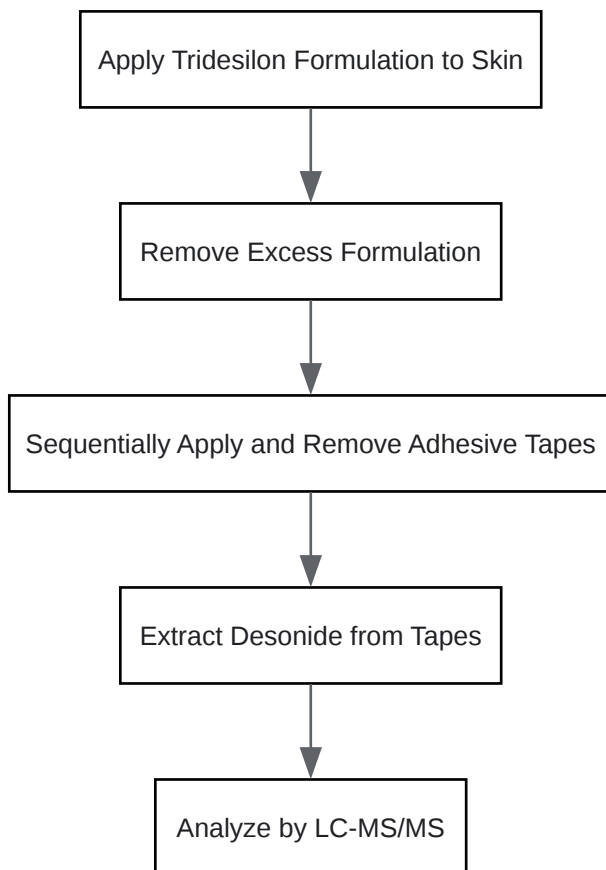 Apply Tridesilon Formulation to Skin
Remove Excess Formulation
Sequentially Apply and Remove Adhesive Tapes
Extract Desonide from Tapes
Analyze by LC-MS/MS